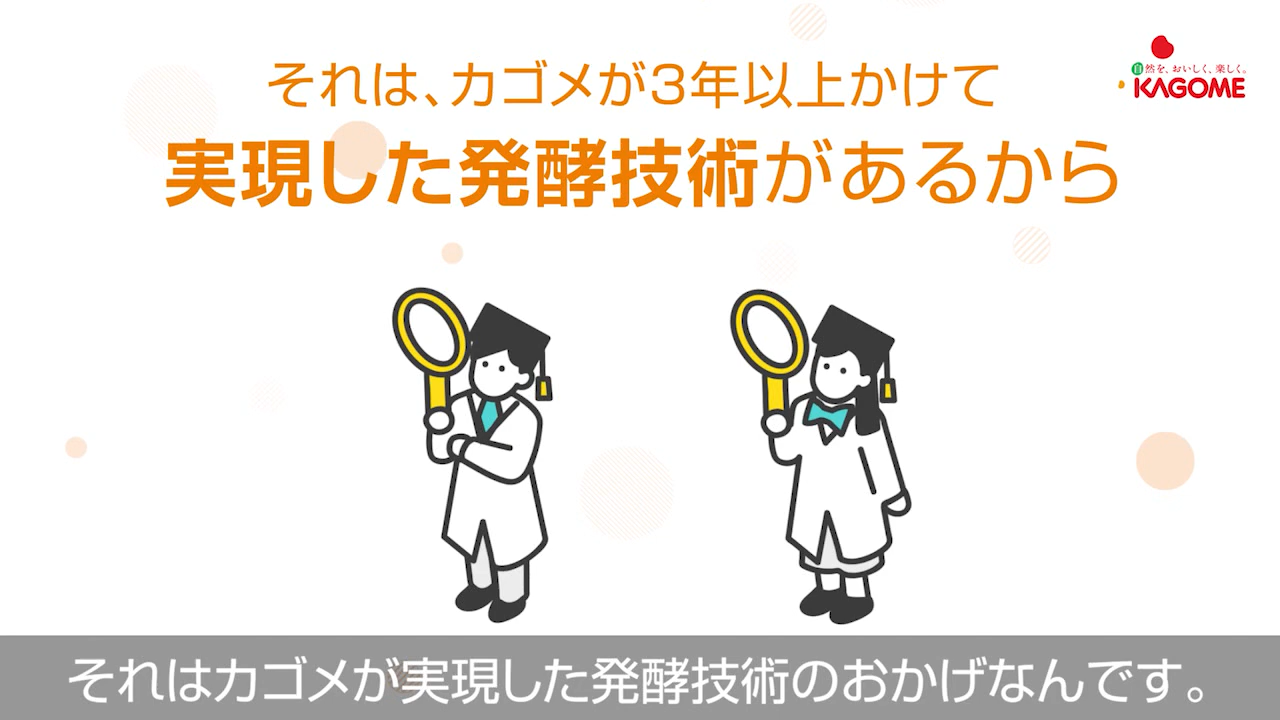 それは、カゴメが3年以上かけて
実現した発酵技術があるから
自然を、おいしく、楽しく。
KAGOME
それはカゴメが実現した発酵技術のおかげなんです。